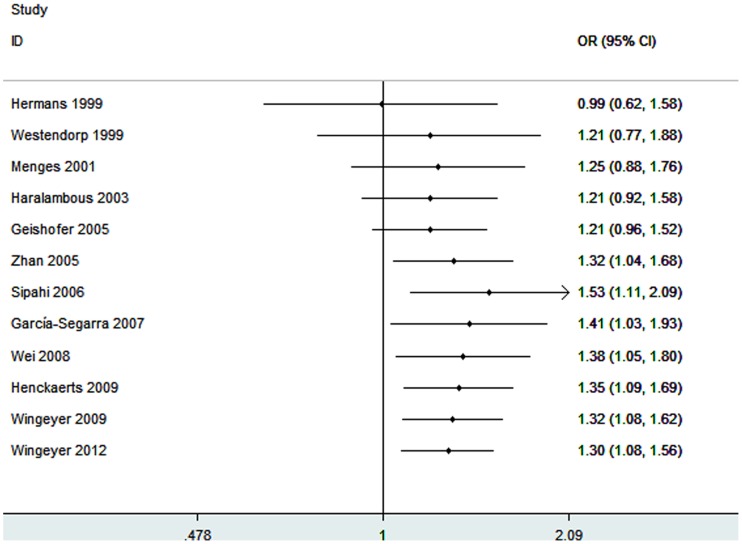 Study
ID OR (95% CI)
Hermans 1999 0.99 (0.62, 1.58)
Westendorp 1999 1.21 (0.77, 1.88)
Menges 2001 1.25 (0.88, 1.76)
Haralambous 2003 1.21 (0.92, 1.58)
Geishofer 2005 1.21 (0.96, 1.52)
Zhan 2005 1.32 (1.04, 1.68)
Sipahi 2006 1.53 (1.11, 2.09)
García-Segarra 2007 1.41 (1.03, 1.93)
Wei 2008 1.38 (1.05, 1.80)
Henckaerts 2009 1.35 (1.09, 1.69)
Wingeyer 2009 1.32 (1.08, 1.62)
Wingeyer 2012 1.30 (1.08, 1.56)
.478 1 2.09